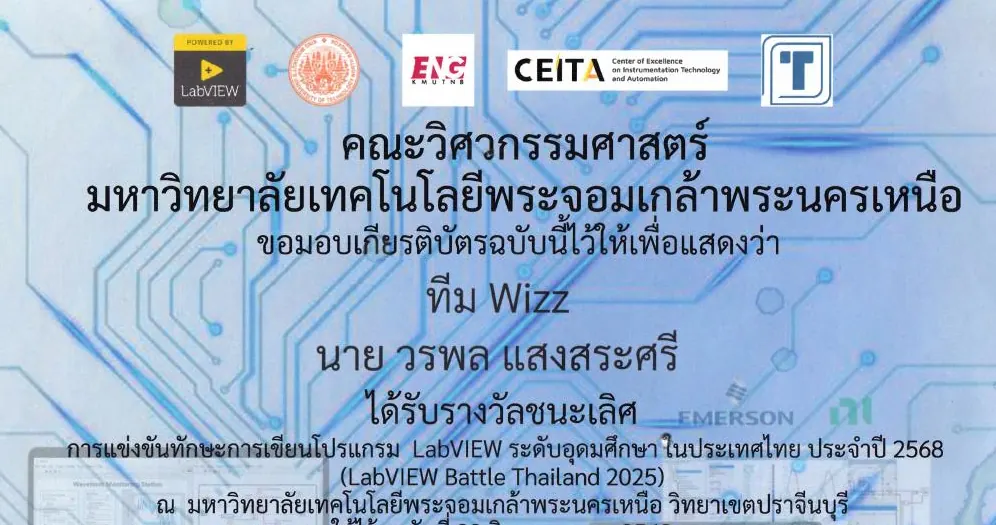 POWERED BY
LabVIEW
ENG
KMUTNB
CEITA
Center of Excellence
on Instrumentation Technology
and Automation
T
คณะวิศวกรรมศาสตร์
มหาวิทยาลัยเทคโนโลยีพระจอมเกล้าพระนครเหนือ
ขอมอบเกียรติบัตรฉบับนี้ไว้ให้เพื่อแสดงว่า
ทีม Wizz
นาย วรพล แสงสระศรี
ได้รับรางวัลชนะเลิศ
EMERSON
ni
การแข่งขันทักษะการเขียนโปรแกรม LabVIEW ระดับอุดมศึกษา ในประเทศไทย ประจำปี 2568
(LabVIEW Battle Thailand 2025)
ณ มหาวิทยาลัยเทคโนโลยีพระจอมเกล้าพระนครเหนือ วิทยาเขตปราจีนบุรี